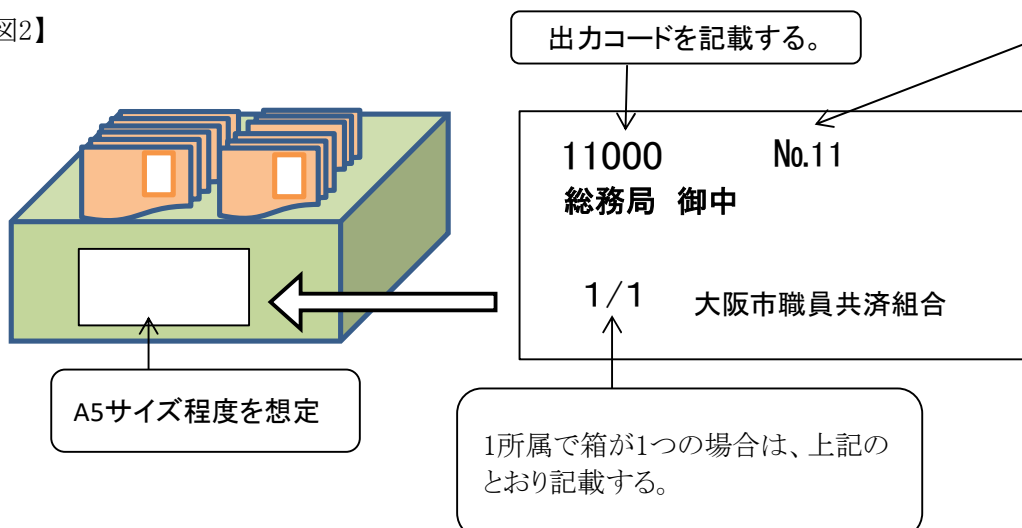 図2】
出力コードを記載する。
11000 No.11
総務局 御中
1/1 大阪市職員共済組合
A5サイズ程度を想定
1所属で箱が1つの場合は、上記の
とおり記載する。